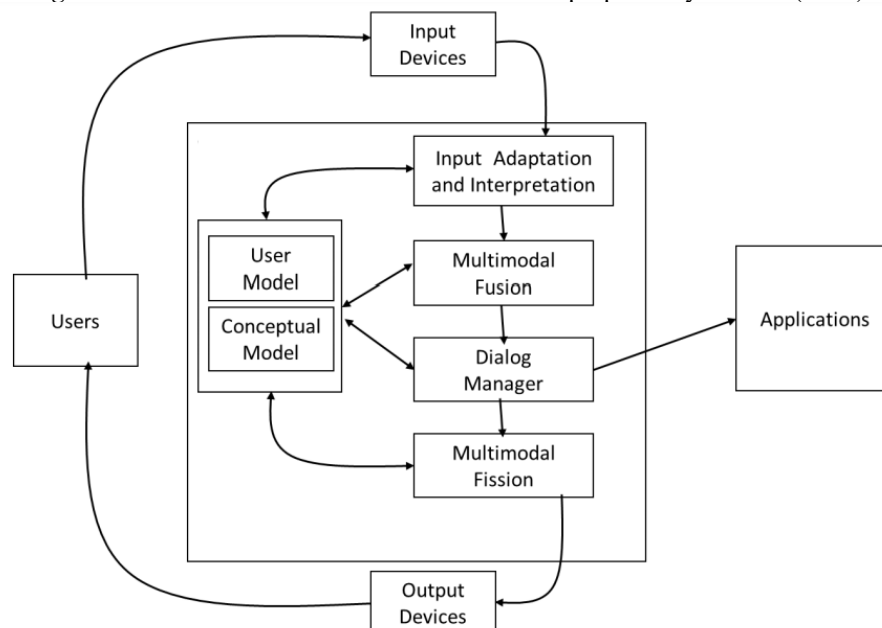 Input
Devices
Input Adaptation
and Interpretation
User
Model
Multimodal
Fusion
Users
Conceptual
Model
Dialog
Manager
Applications
Multimodal
Fission
Output
Devices